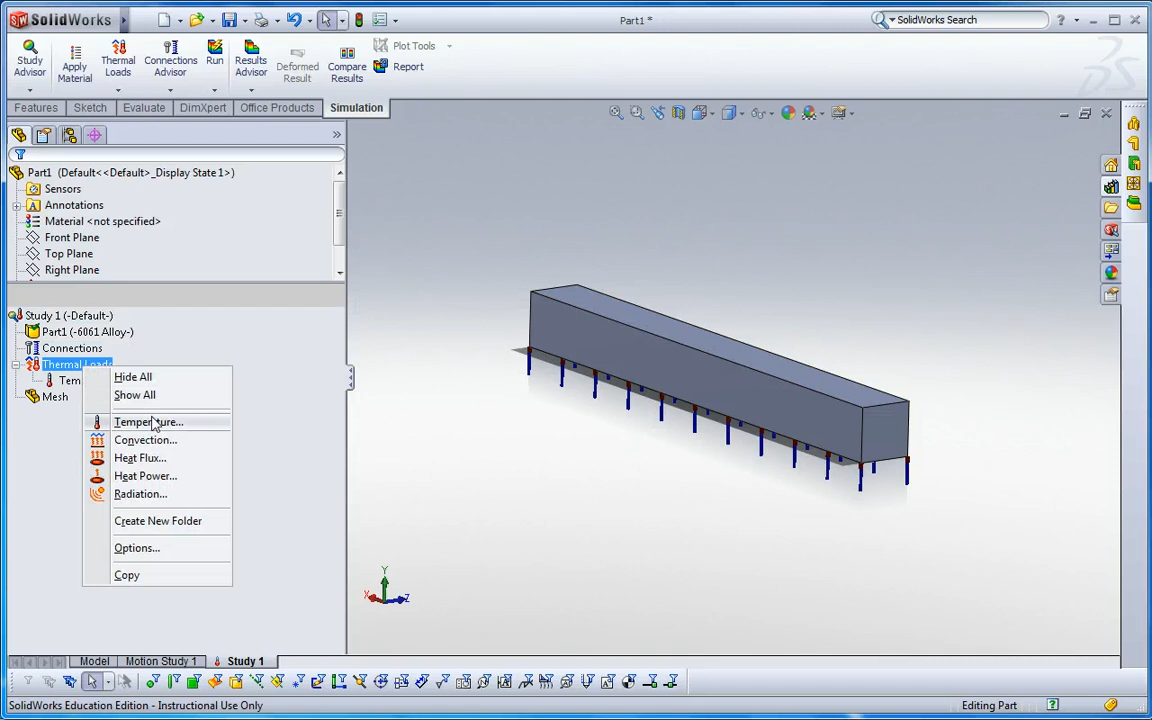 SolidWorks
Part1 *
SolidWorks Search
Study Advisor
Apply Material
Thermal Loads
Connections Advisor
Run
Results Advisor
Deformed Result
Compare Results
Plot Tools
Report
Features
Sketch
Evaluate
DimXpert
Office Products
Simulation
Part1 (Default<<Default>_Display State 1>)
Sensors
Annotations
Material <not specified>
Front Plane
Top Plane
Right Plane
Study 1 (-Default-)
Part1 (-6061 Alloy-)
Connections
Thermal Loads
Tem
Mesh
Hide All
Show All
Temperature...
Convection...
Heat Flux...
Heat Power...
Radiation...
Create New Folder
Options...
Copy
Y
X
Z
Model
Motion Study 1
Study 1
SolidWorks Education Edition - Instructional Use Only
Editing Part